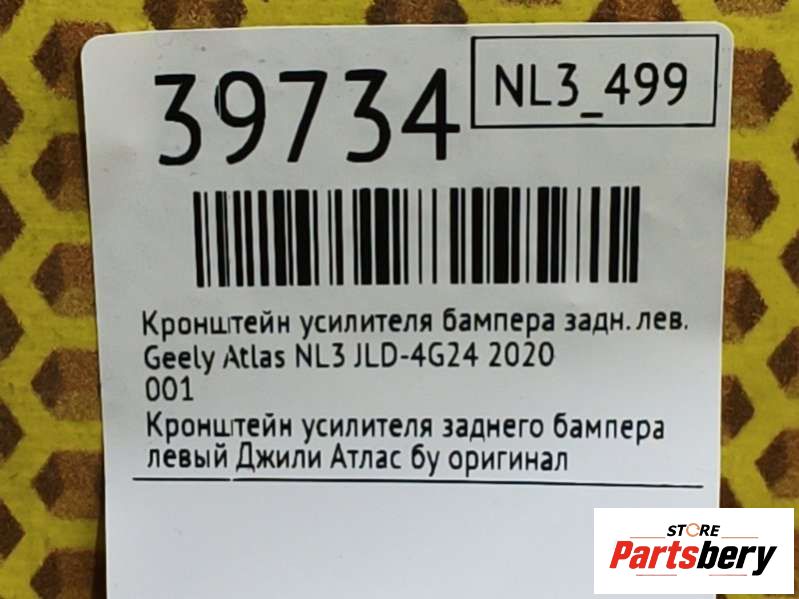 39734
NL3_499
Кронштейн усилителя бампера задн. лев.
Geely Atlas NL3 JLD-4G24 2020
001
Кронштейн усилителя заднего бампера
левый Джили Атлас бу оригинал
STORE
Partsbery